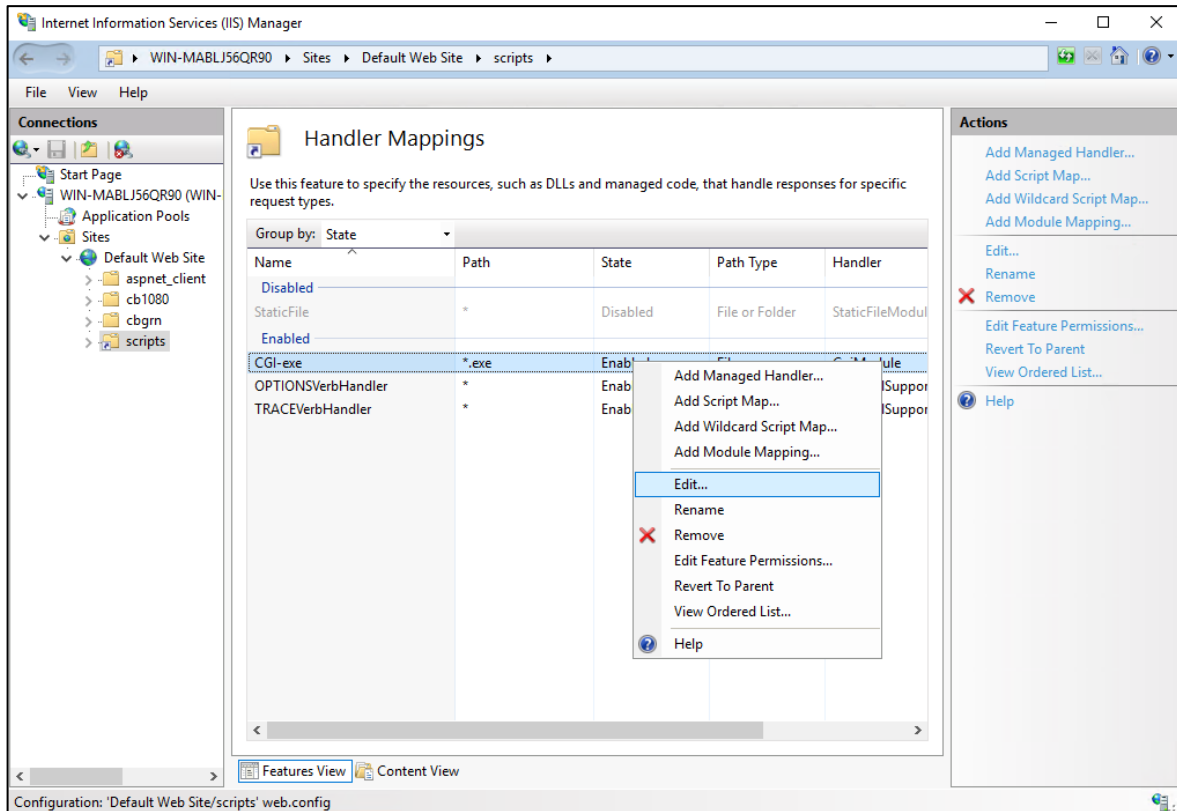 Internet Information Services (IIS) Manager
WIN-MABLJ56QR90 Sites Default Web Site scripts
File View Help
Connections
Start Page
WIN-MABLJ56QR90 (WIN-
Application Pools
Sites
Default Web Site
aspnet_client
cb1080
cbgrn
scripts
Handler Mappings
Use this feature to specify the resources, such as DLLs and managed code, that handle responses for specific
request types.
Group by: State
Name Path State Path Type Handler
Disabled
StaticFile * Disabled File or Folder StaticFileModul
Enabled
CGI-exe *.exe Enab
OPTIONSVerbHandler * Enab lSuppor
TRACEVerbHandler * Enab lSuppor
Add Managed Handler...
Add Script Map...
Add Wildcard Script Map...
Add Module Mapping...
Edit...
Rename
Remove
Edit Feature Permissions...
Revert To Parent
View Ordered List...
Help
Features View Content View
Actions
Add Managed Handler...
Add Script Map...
Add Wildcard Script Map...
Add Module Mapping...
Edit...
Rename
Remove
Edit Feature Permissions...
Revert To Parent
View Ordered List...
Help
Configuration: 'Default Web Site/scripts' web.config